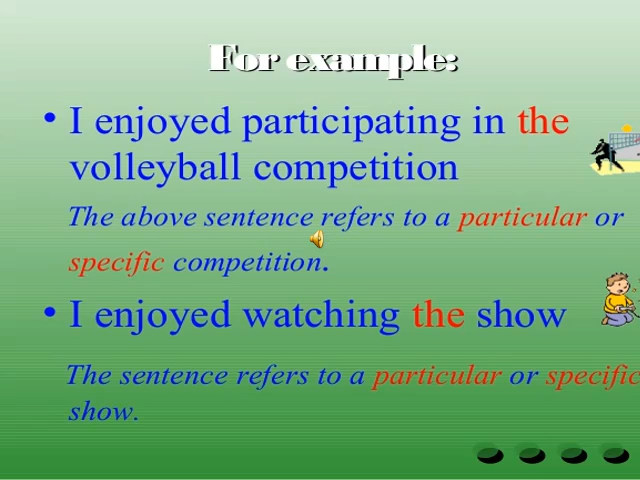 For example:
• I enjoyed participating in the
volleyball competition
The above sentence refers to a particular or
specific competition.
• I enjoyed watching the show
The sentence refers to a particular or specific
show.